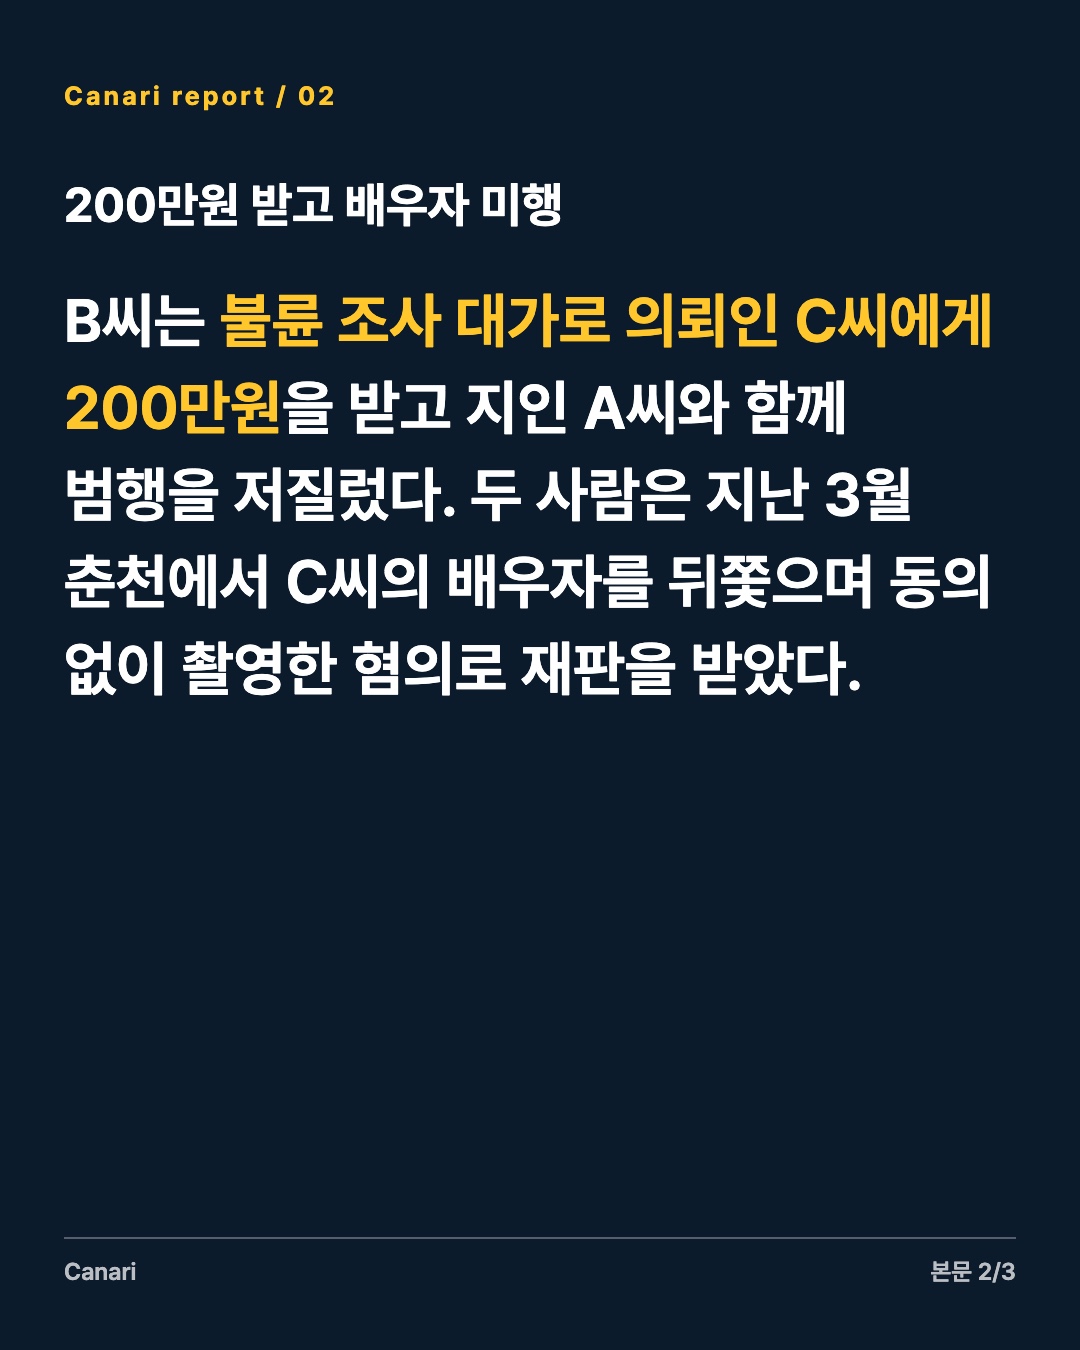 Canari report / 02
200만원 받고 배우자 미행
B씨는 불륜 조사 대가로 의뢰인 C씨에게
200만원을 받고 지인 A씨와 함께
범행을 저질렀다. 두 사람은 지난 3월
춘천에서 C씨의 배우자를 뒤쫓으며 동의
없이 촬영한 혐의로 재판을 받았다.
Canari
본문 2/3